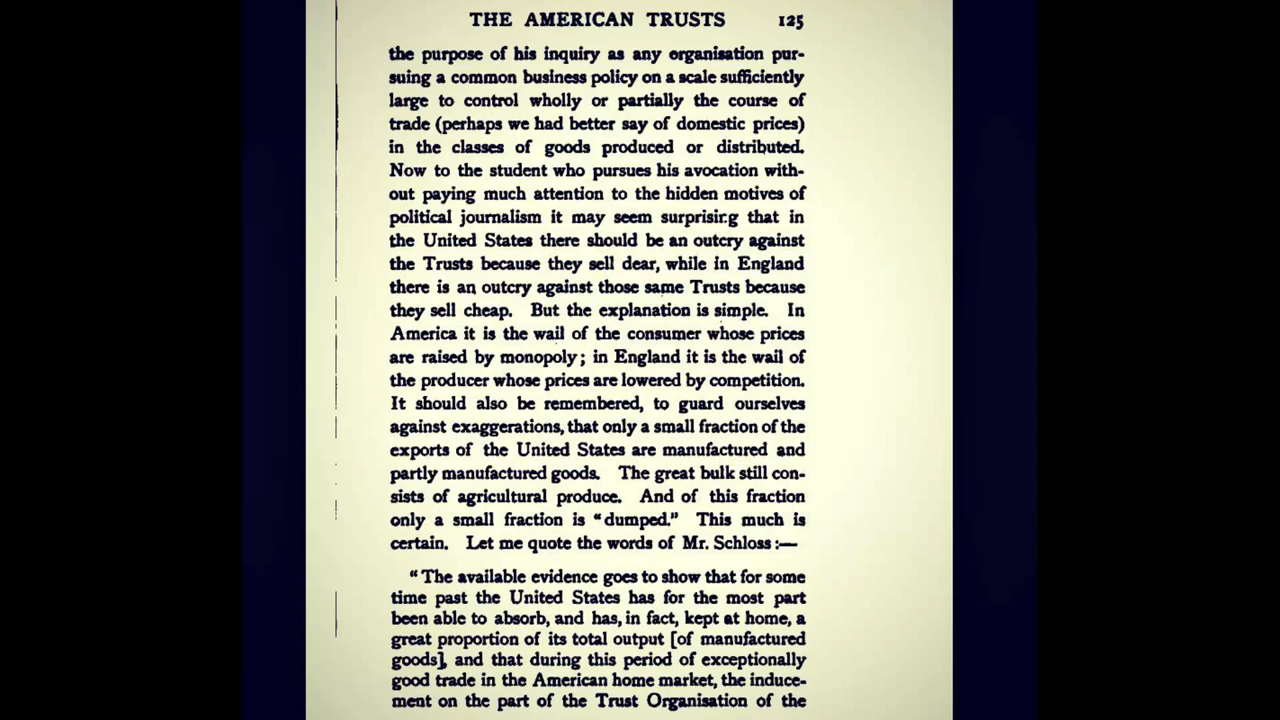 THE AMERICAN TRUSTS 125
the purpose of his inquiry as any organisation pur-
suing a common business policy on a scale sufficiently
large to control wholly or partially the course of
trade (perhaps we had better say of domestic prices)
in the classes of goods produced or distributed.
Now to the student who pursues his avocation with-
out paying much attention to the hidden motives of
political journalism it may seem surprising that in
the United States there should be an outcry against
the Trusts because they sell dear, while in England
there is an outcry against those same Trusts because
they sell cheap. But the explanation is simple. In
America it is the wail of the consumer whose prices
are raised by monopoly; in England it is the wail of
the producer whose prices are lowered by competition.
It should also be remembered, to guard ourselves
against exaggerations, that only a small fraction of the
exports of the United States are manufactured and
partly manufactured goods. The great bulk still con-
sists of agricultural produce. And of this fraction
only a small fraction is "dumped." This much is
certain. Let me quote the words of Mr. Schloss:—
"The available evidence goes to show that for some
time past the United States has for the most part
been able to absorb, and has, in fact, kept at home, a
great proportion of its total output [of manufactured
goods], and that during this period of exceptionally
good trade in the American home market, the induce-
ment on the part of the Trust Organisation of the